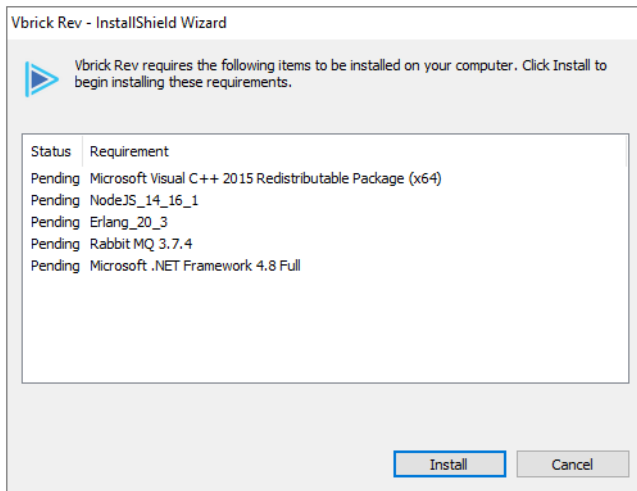 Vbrick Rev - InstallShield Wizard
Vbrick Rev requires the following items to be installed on your computer. Click Install to
begin installing these requirements.
Status Requirement
Pending Microsoft Visual C++ 2015 Redistributable Package (x64)
Pending NodeJS_14_16_1
Pending Erlang_20_3
Pending Rabbit MQ 3.7.4
Pending Microsoft .NET Framework 4.8 Full
Install Cancel